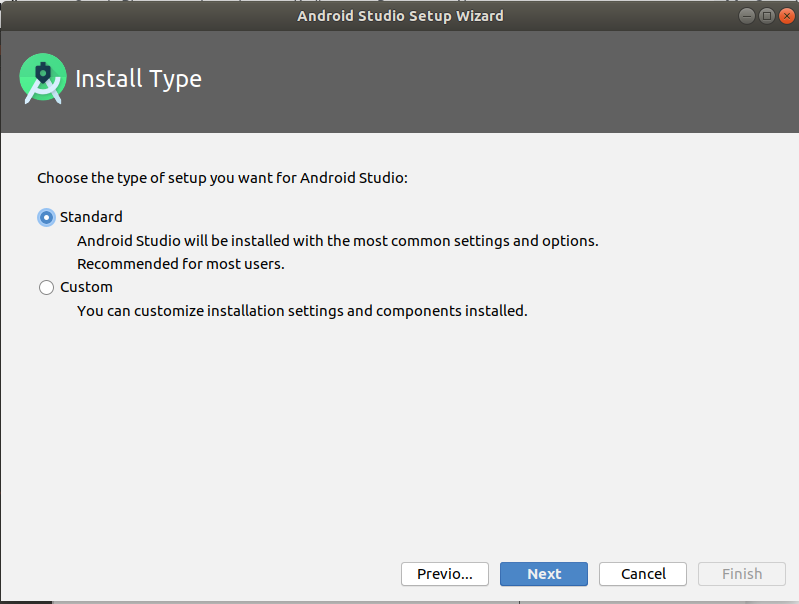 Android Studio Setup Wizard
Install Type
Choose the type of setup you want for Android Studio:
Standard
Android Studio will be installed with the most common settings and options.
Recommended for most users.
Custom
You can customize installation settings and components installed.
Previo... Next Cancel Finish